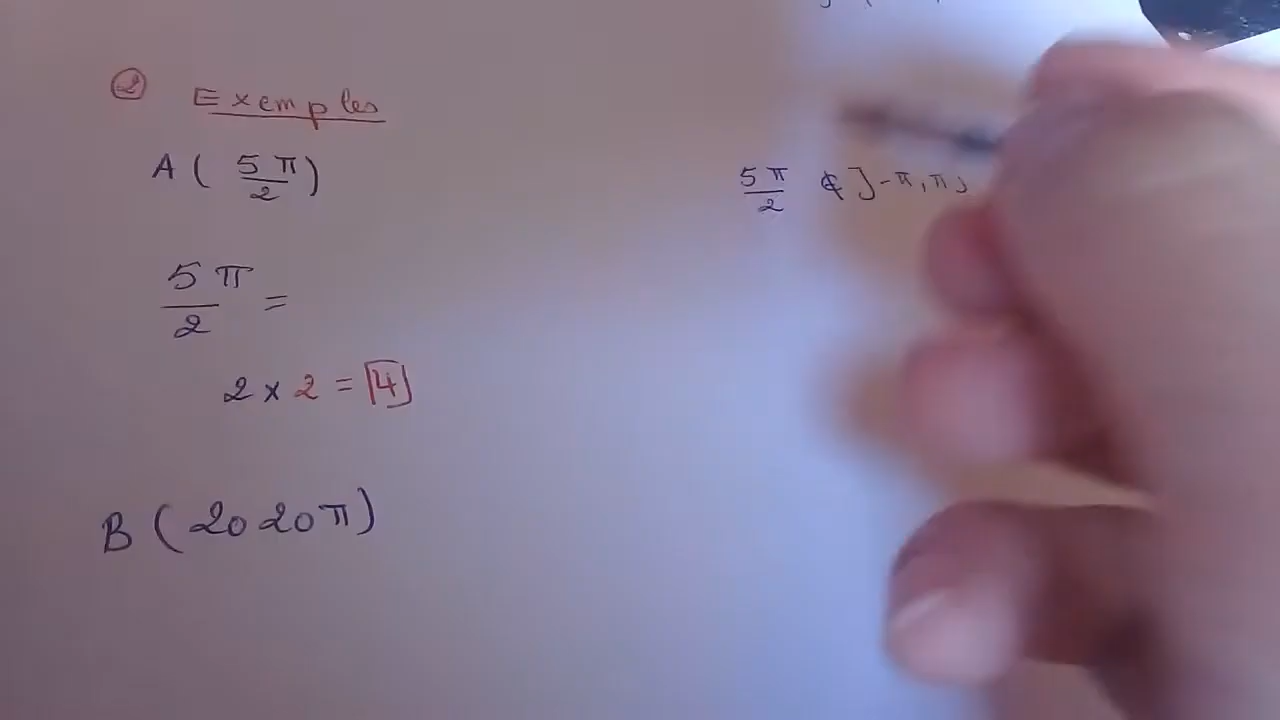 ② Exemples
A ( 5π/2 )
5π/2 ∉ ]-π, π]
5π/2 =
2 x 2 = 4
B ( 2020π )